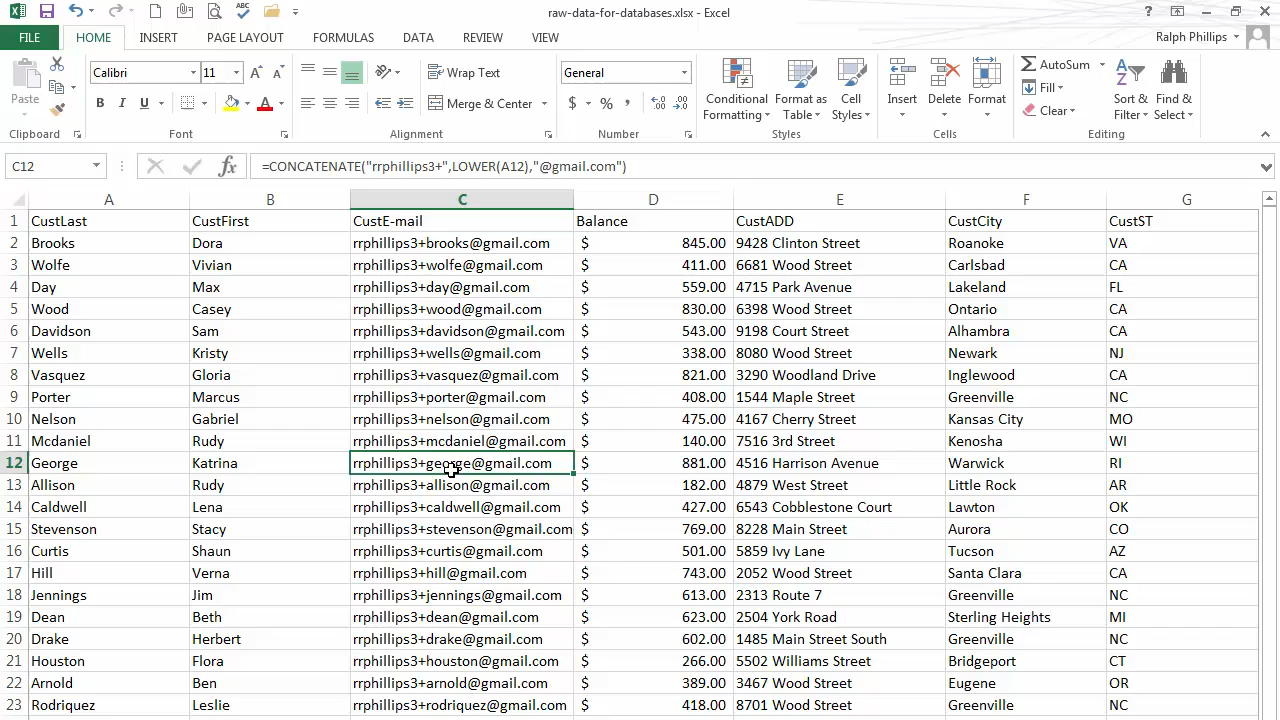 raw-data-for-databases.xlsx - Excel
FILE HOME INSERT PAGE LAYOUT FORMULAS DATA REVIEW VIEW Ralph Phillips
Paste
Calibri 11
B I U
Wrap Text
Merge & Center
General
$ % ,
Conditional Formatting
Format as Table
Cell Styles
Insert
Delete
Format
AutoSum
Fill
Clear
Sort & Filter
Find & Select
Clipboard Font Alignment Number Styles Cells Editing
C12 fx =CONCATENATE("rrphillips3+",LOWER(A12),"@gmail.com")
A B C D E F G
1 CustLast CustFirst CustE-mail Balance CustADD CustCity CustST
2 Brooks Dora rrphillips3+brooks@gmail.com $ 845.00 9428 Clinton Street Roanoke VA
3 Wolfe Vivian rrphillips3+wolfe@gmail.com $ 411.00 6681 Wood Street Carlsbad CA
4 Day Max rrphillips3+day@gmail.com $ 559.00 4715 Park Avenue Lakeland FL
5 Wood Casey rrphillips3+wood@gmail.com $ 830.00 6398 Wood Street Ontario CA
6 Davidson Sam rrphillips3+davidson@gmail.com $ 543.00 9198 Court Street Alhambra CA
7 Wells Kristy rrphillips3+wells@gmail.com $ 338.00 8080 Wood Street Newark NJ
8 Vasquez Gloria rrphillips3+vasquez@gmail.com $ 821.00 3290 Woodland Drive Inglewood CA
9 Porter Marcus rrphillips3+porter@gmail.com $ 408.00 1544 Maple Street Greenville NC
10 Nelson Gabriel rrphillips3+nelson@gmail.com $ 475.00 4167 Cherry Street Kansas City MO
11 Mcdaniel Rudy rrphillips3+mcdaniel@gmail.com $ 140.00 7516 3rd Street Kenosha WI
12 George Katrina rrphillips3+george@gmail.com $ 881.00 4516 Harrison Avenue Warwick RI
13 Allison Rudy rrphillips3+allison@gmail.com $ 182.00 4879 West Street Little Rock AR
14 Caldwell Lena rrphillips3+caldwell@gmail.com $ 427.00 6543 Cobblestone Court Lawton OK
15 Stevenson Stacy rrphillips3+stevenson@gmail.com $ 769.00 8228 Main Street Aurora CO
16 Curtis Shaun rrphillips3+curtis@gmail.com $ 501.00 5859 Ivy Lane Tucson AZ
17 Hill Verna rrphillips3+hill@gmail.com $ 743.00 2052 Wood Street Santa Clara CA
18 Jennings Jim rrphillips3+jennings@gmail.com $ 613.00 2313 Route 7 Greenville NC
19 Dean Beth rrphillips3+dean@gmail.com $ 623.00 2504 York Road Sterling Heights MI
20 Drake Herbert rrphillips3+drake@gmail.com $ 602.00 1485 Main Street South Greenville NC
21 Houston Flora rrphillips3+houston@gmail.com $ 266.00 5502 Williams Street Bridgeport CT
22 Arnold Ben rrphillips3+arnold@gmail.com $ 389.00 3467 Wood Street Eugene OR
23 Rodriquez Leslie rrphillips3+rodriquez@gmail.com $ 418.00 8701 Wood Street Greenville NC